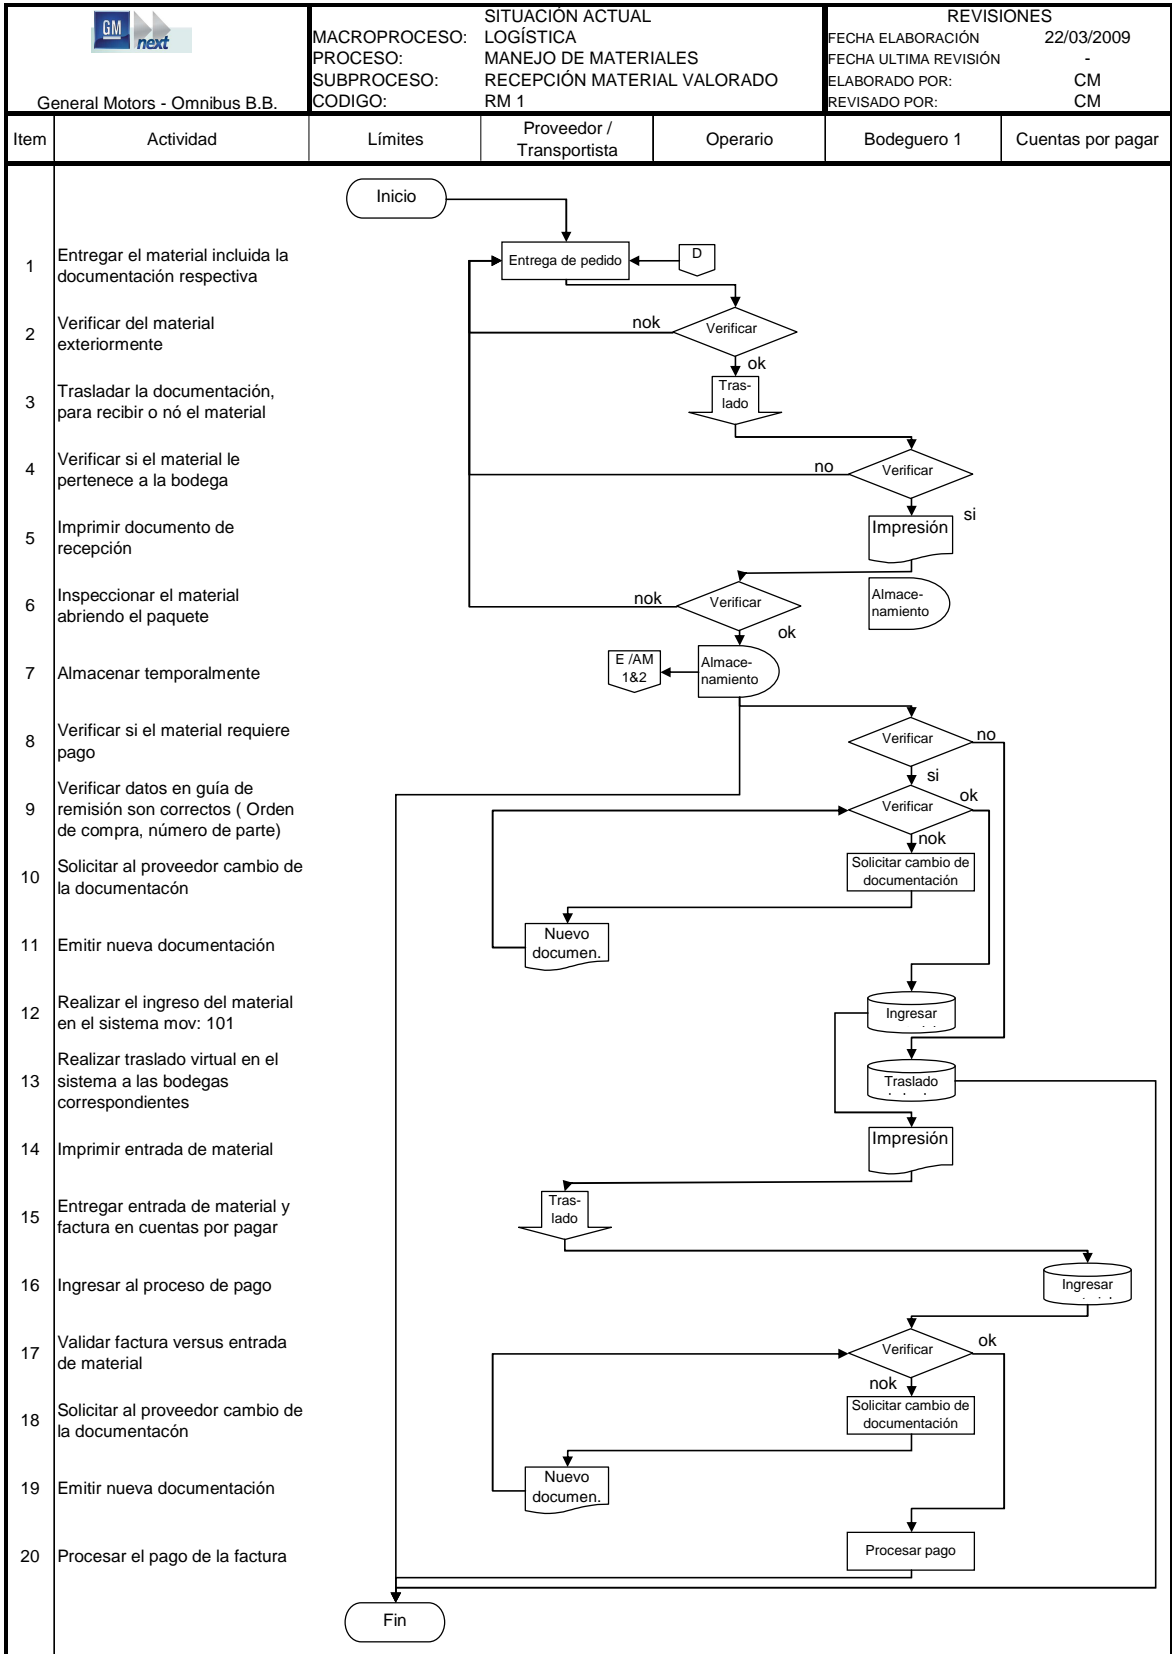 GM
next
General Motors - Omnibus B.B.
SITUACIÓN ACTUAL
MACROPROCESO: LOGÍSTICA
PROCESO: MANEJO DE MATERIALES
SUBPROCESO: RECEPCIÓN MATERIAL VALORADO
CODIGO: RM 1
REVISIONES
FECHA ELABORACIÓN 22/03/2009
FECHA ULTIMA REVISIÓN -
ELABORADO POR: CM
REVISADO POR: CM
Item
Actividad
Límites
Proveedor /
Transportista
Operario
Bodeguero 1
Cuentas por pagar
Inicio
1
Entregar el material incluida la
documentación respectiva
Entrega de pedido
D
2
Verificar del material
exteriormente
nok
Verificar
ok
3
Trasladar la documentación,
para recibir o nó el material
Tras-
lado
4
Verificar si el material le
pertenece a la bodega
no
Verificar
si
5
Imprimir documento de
recepción
Impresión
6
Inspeccionar el material
abriendo el paquete
nok
Verificar
ok
Almace-
namiento
7
Almacenar temporalmente
E /AM
1&2
Almace-
namiento
8
Verificar si el material requiere
pago
Verificar
no
si
9
Verificar datos en guía de
remisión son correctos ( Orden
de compra, número de parte)
Verificar
ok
nok
10
Solicitar al proveedor cambio de
la documentacón
Solicitar cambio de
documentación
11
Emitir nueva documentación
Nuevo
documen.
12
Realizar el ingreso del material
en el sistema mov: 101
Ingresar
13
Realizar traslado virtual en el
sistema a las bodegas
correspondientes
Traslado
14
Imprimir entrada de material
Impresión
15
Entregar entrada de material y
factura en cuentas por pagar
Tras-
lado
16
Ingresar al proceso de pago
Ingresar
17
Validar factura versus entrada
de material
Verificar
ok
nok
18
Solicitar al proveedor cambio de
la documentacón
Solicitar cambio de
documentación
19
Emitir nueva documentación
Nuevo
documen.
20
Procesar el pago de la factura
Procesar pago
Fin